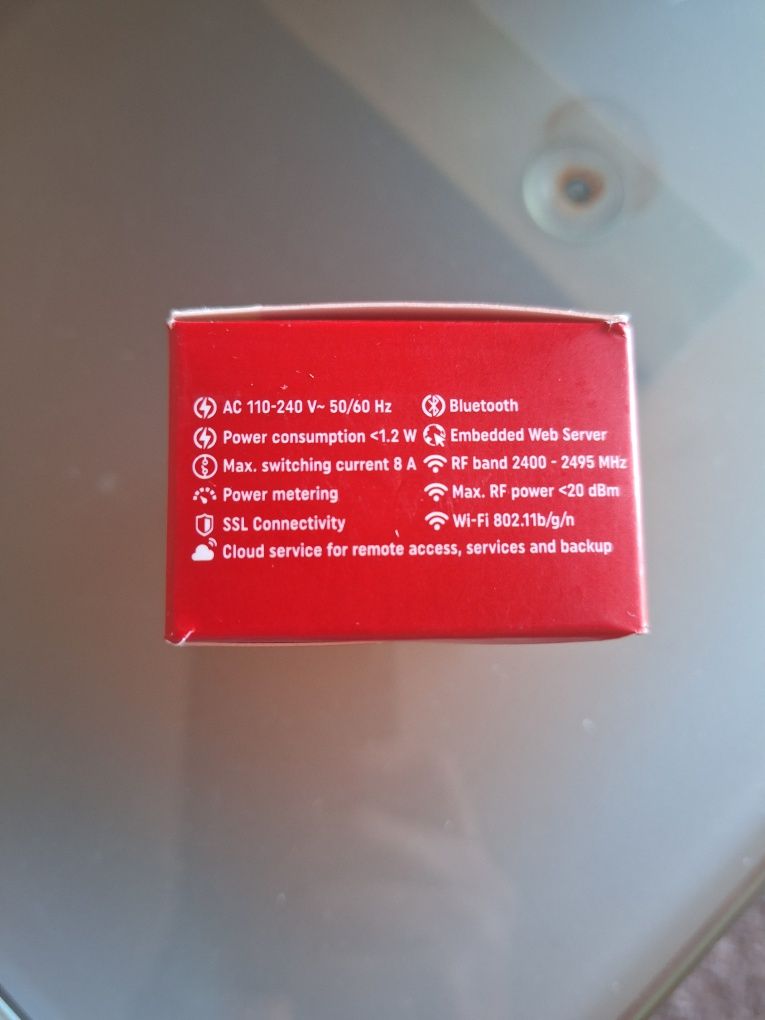 AC 110-240 V~ 50/60 Hz
Power consumption <1.2 W
Max. switching current 8 A
Power metering
SSL Connectivity
Bluetooth
Embedded Web Server
RF band 2400 - 2495 MHz
Max. RF power <20 dBm
Wi-Fi 802.11b/g/n
Cloud service for remote access, services and backup